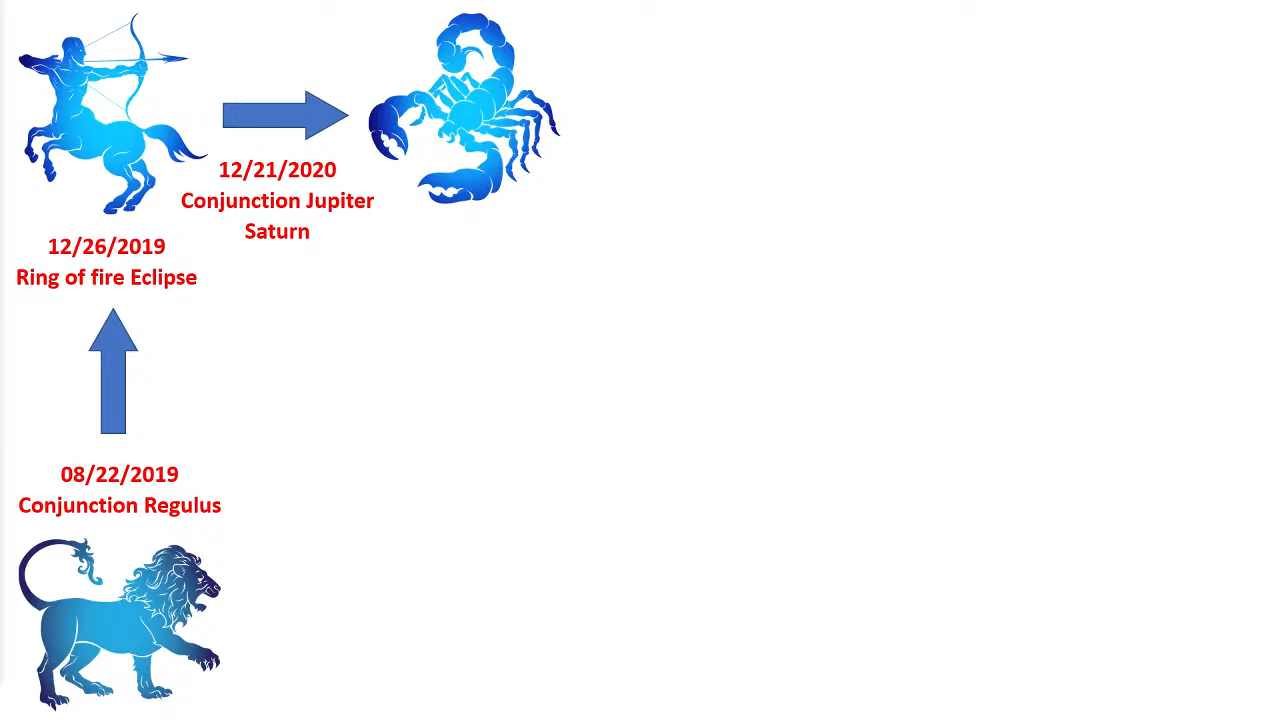 12/21/2020
Conjunction Jupiter
Saturn
12/26/2019
Ring of fire Eclipse
08/22/2019
Conjunction Regulus